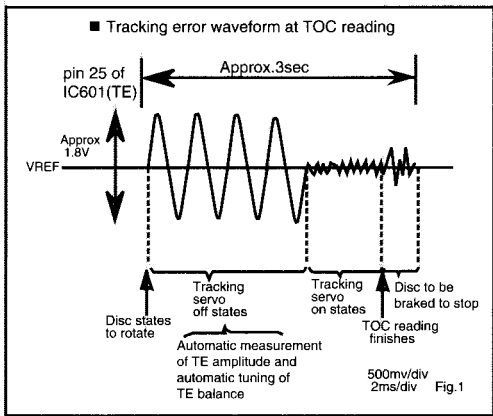 ■ Tracking error waveform at TOC reading
pin 25 of
IC601(TE)
Approx.3sec
Approx
1.8V
VREF
Disc states
to rotate
Tracking
servo
off states
Automatic measurement
of TE amplitude and
automatic tuning of
TE balance
Tracking
servo
on states
Disc to be
braked to stop
TOC reading
finishes
500mv/div
2ms/div
Fig.1